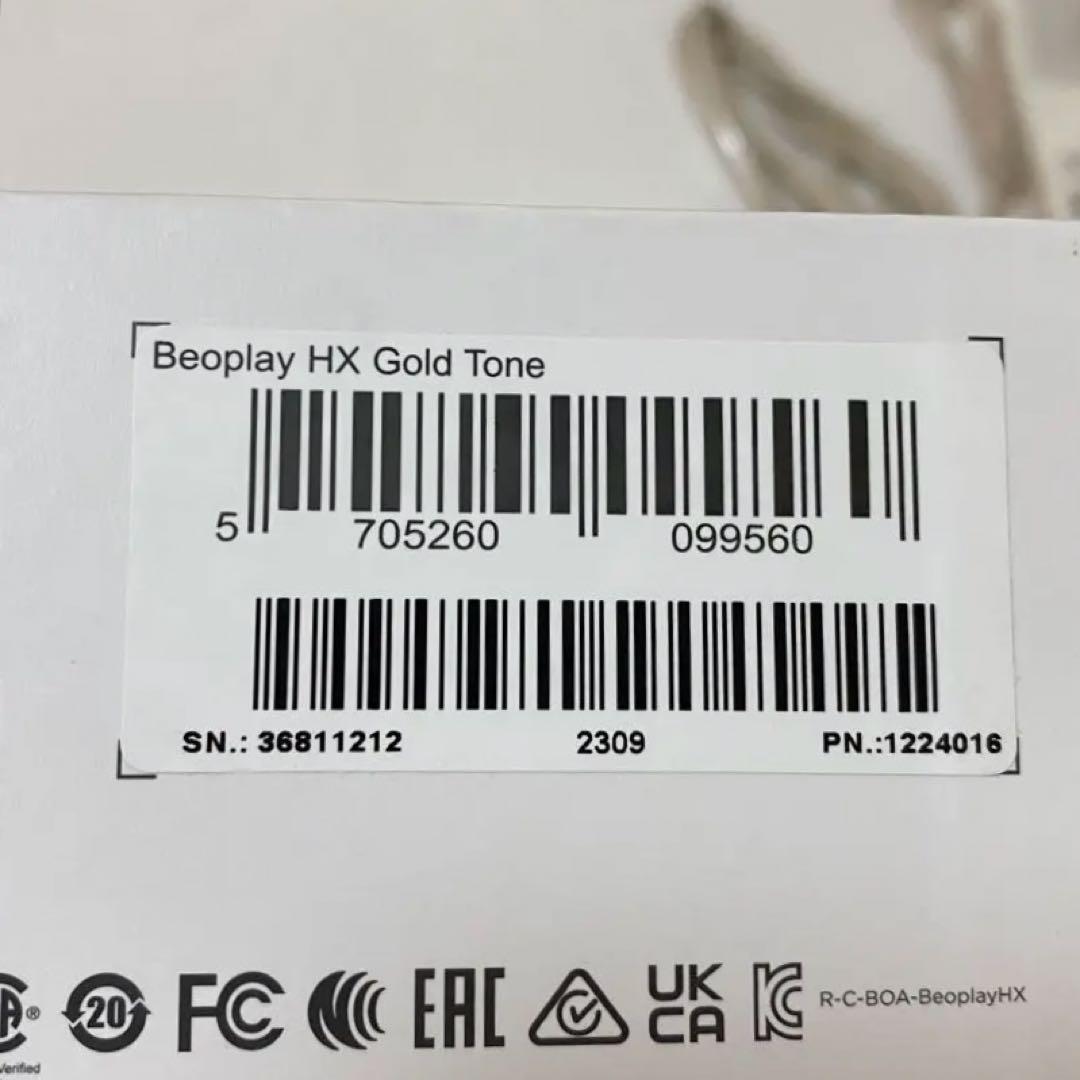 Beoplay HX Gold Tone
5 705260 099560
SN.: 36811212 2309 PN.:1224016
20 FC EAC UK CA R-C-BOA-BeoplayHX
Verified